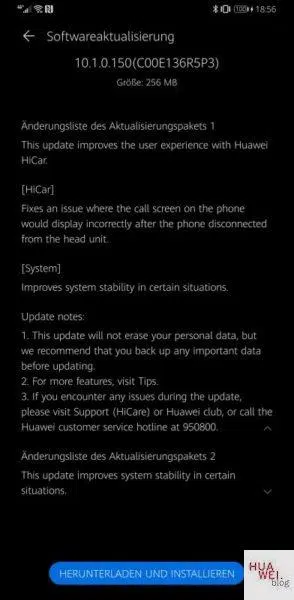 100 18:56
Softwareaktualisierung
10.1.0.150(C00E136R5P3)
Größe: 256 MB
Änderungsliste des Aktualisierungspakets 1
This update improves the user experience with Huawei
HiCar.
[HiCar]
Fixes an issue where the call screen on the phone
would display incorrectly after the phone disconnected
from the head unit.
[System]
Improves system stability in certain situations.
Update notes:
1. This update will not erase your personal data, but
we recommend that you back up any important data
before updating.
2. For more features, visit Tips.
3. If you encounter any issues during the update,
please visit Support (HiCare) or Huawei club, or call the
Huawei customer service hotline at 950800.
Änderungsliste des Aktualisierungspakets 2
This update improves system stability in certain
situations.
HERUNTERLADEN UND INSTALLIEREN
HUA
WEI.
blog